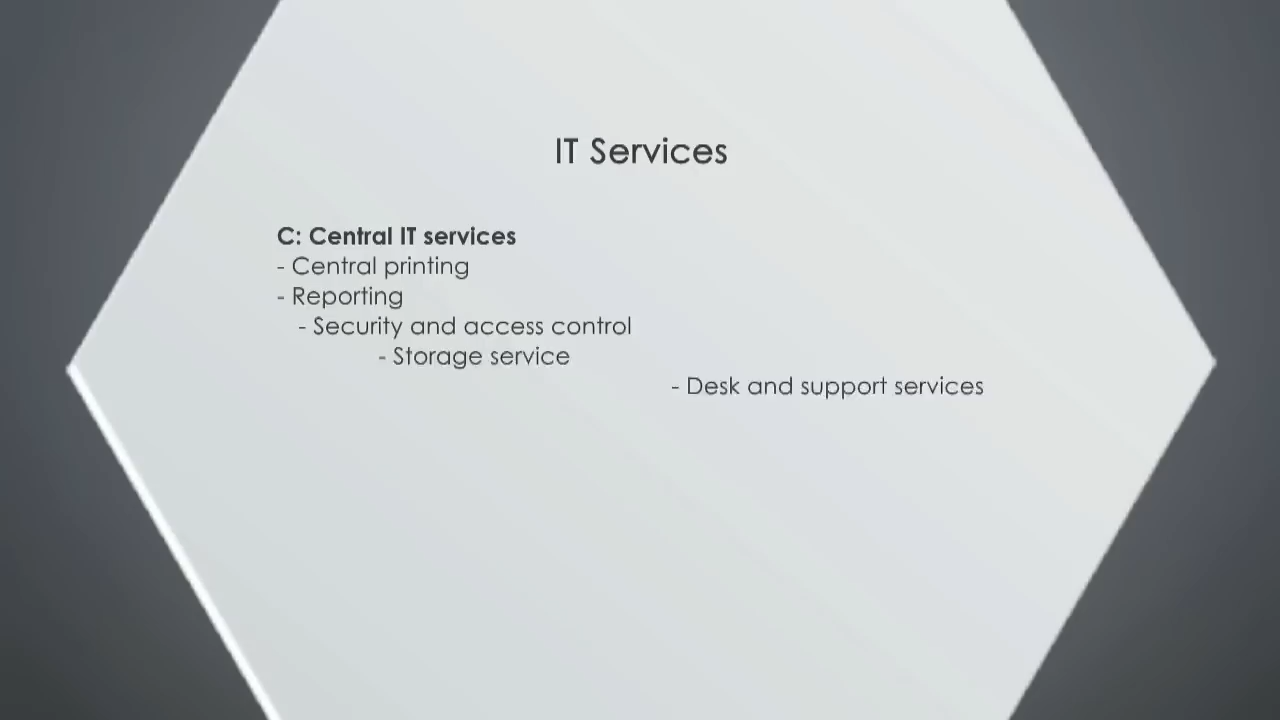 IT Services
C: Central IT services
- Central printing
- Reporting
- Security and access control
- Storage service
- Desk and support services